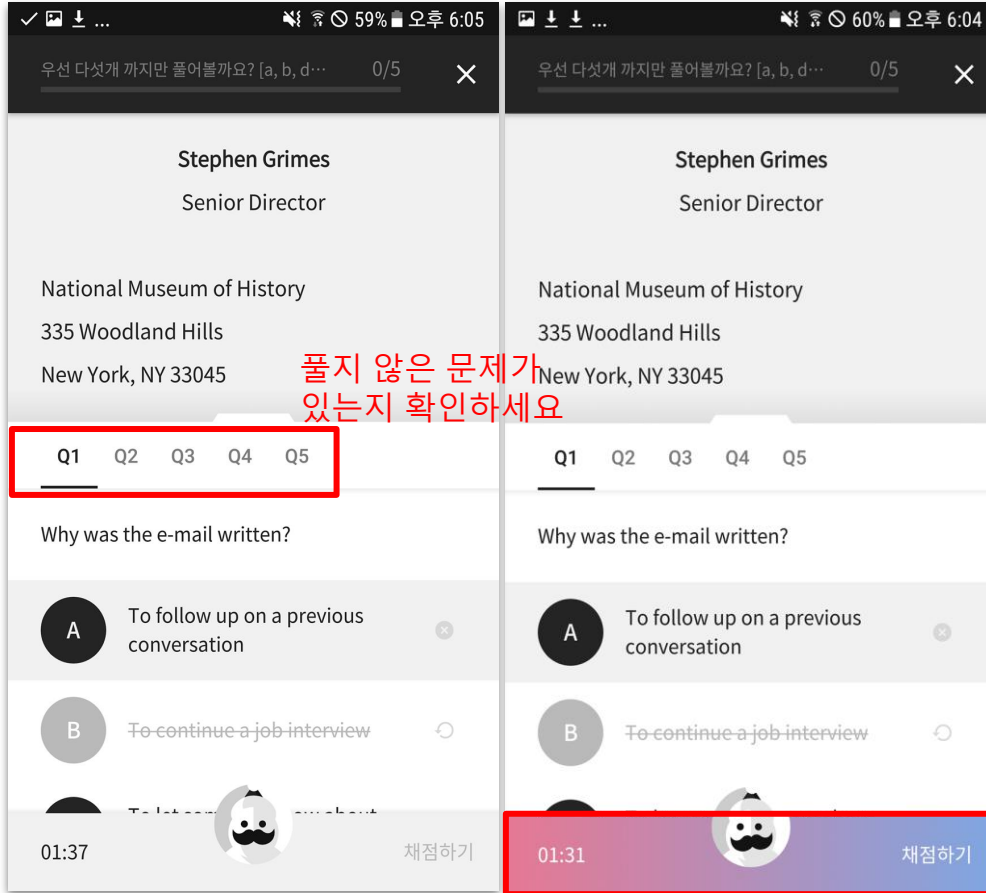 ... 59% 오후 6:05
우선 다섯개 까지만 풀어볼까요? [a, b, d··· 0/5
Stephen Grimes
Senior Director
National Museum of History
335 Woodland Hills
New York, NY 33045
Q1 Q2 Q3 Q4 Q5
Why was the e-mail written?
A To follow up on a previous
conversation
B To continue a job interview
01:37 채점하기
풀지 않은 문제가
있는지 확인하세요
... 60% 오후 6:04
우선 다섯개 까지만 풀어볼까요? [a, b, d··· 0/5
Stephen Grimes
Senior Director
National Museum of History
335 Woodland Hills
New York, NY 33045
Q1 Q2 Q3 Q4 Q5
Why was the e-mail written?
A To follow up on a previous
conversation
B To continue a job interview
01:31 채점하기